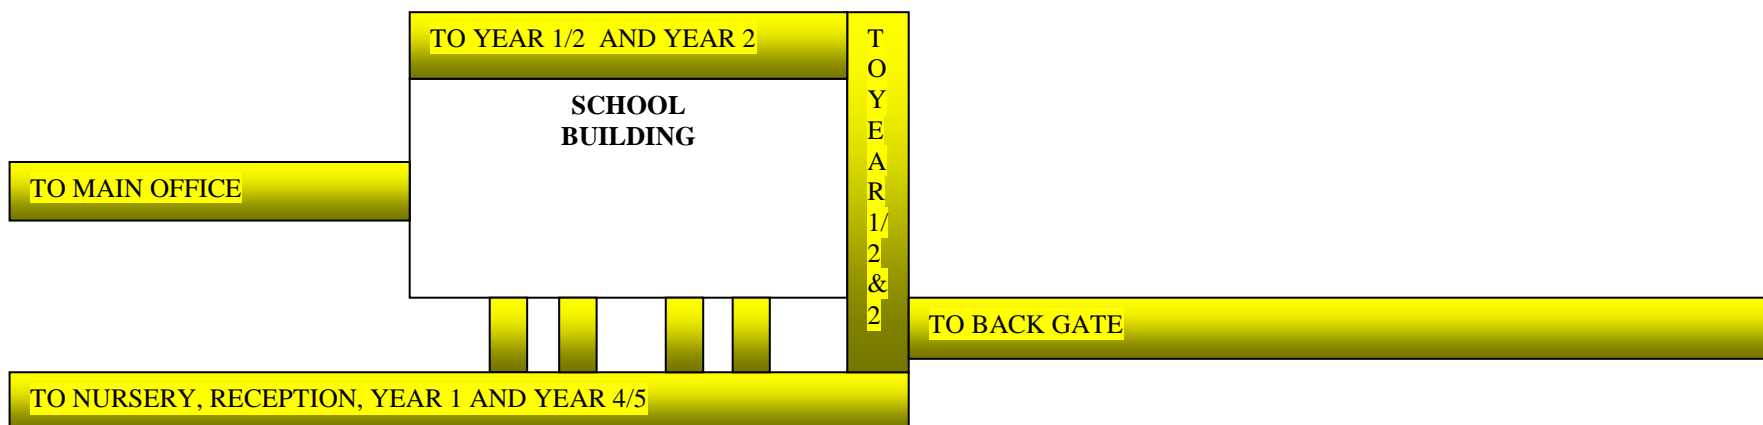 TO YEAR 1/2  AND YEAR 2
T
O
Y
E
A
R
1/
2
&
2
SCHOOL
BUILDING
TO MAIN OFFICE
TO BACK GATE
TO NURSERY, RECEPTION, YEAR 1 AND YEAR 4/5